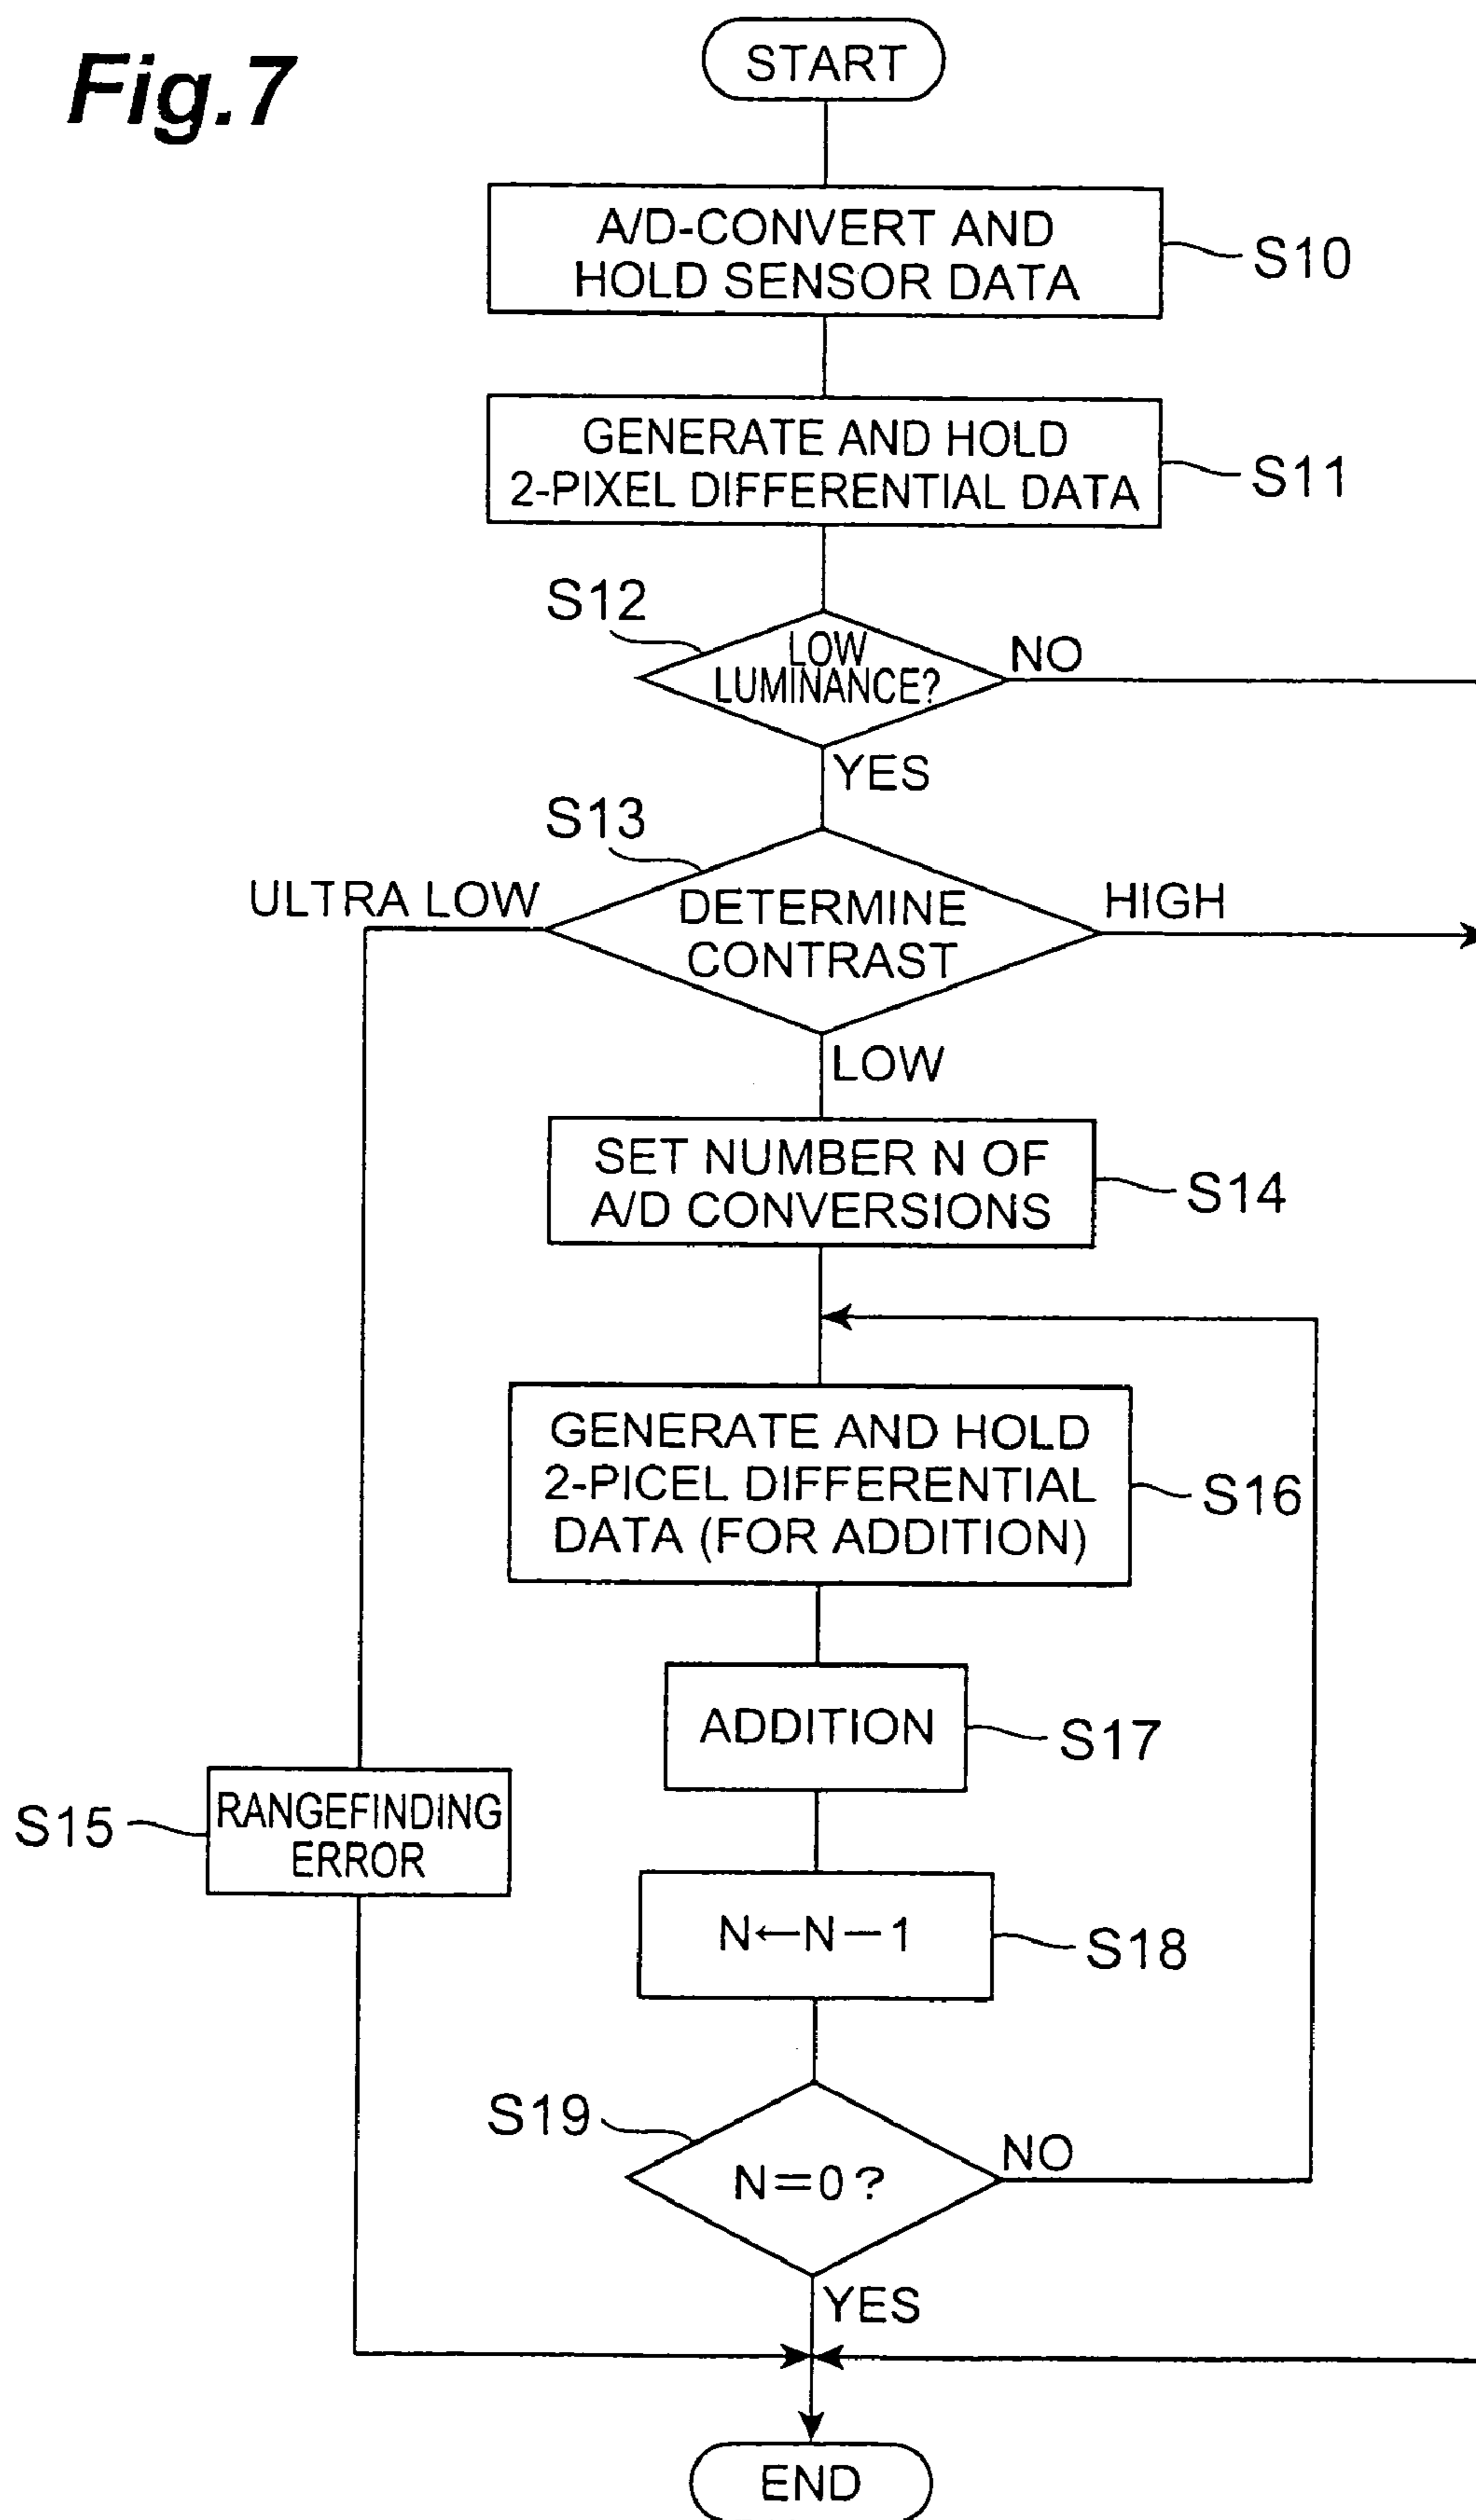 Fig.7
START
A/D-CONVERT AND
HOLD SENSOR DATA
S10
GENERATE AND HOLD
2-PIXEL DIFFERENTIAL DATA
S11
S12
LOW
LUMINANCE?
NO
YES
S13
ULTRA LOW
DETERMINE
CONTRAST
HIGH
LOW
SET NUMBER N OF
A/D CONVERSIONS
S14
GENERATE AND HOLD
2-PICEL DIFFERENTIAL
DATA (FOR ADDITION)
S16
ADDITION
S17
S15
RANGEFINDING
ERROR
N←N−1
S18
S19
N=0?
NO
YES
END